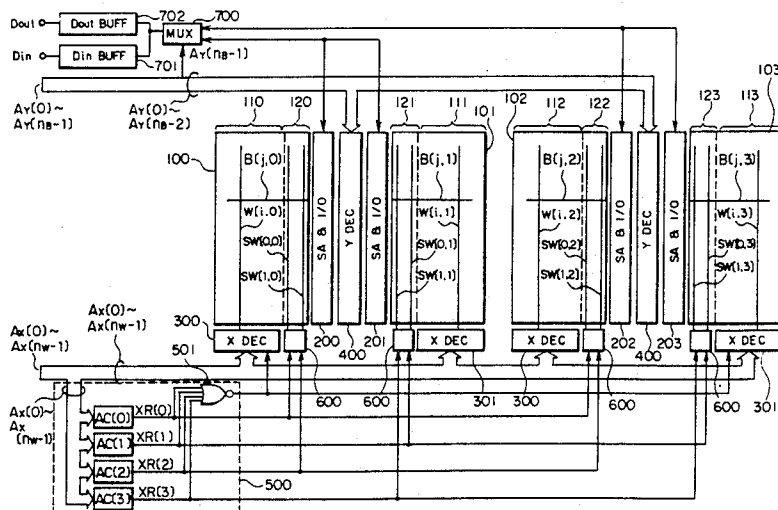 702 700
Dout Dout BUFF MUX
Din Din BUFF
701 AY(nB-1)
AY(0)~
AY(nB-1)
AY(0)~
AY(nB-2)
110 120 121 111 101 102 112 122 123 113 103
100
B(j,0) B(j,1) B(j,2) B(j,3)
W(i,0) W(i,1) W(i,2) W(i,3)
SW(0,0) SW(0,1) SW(0,2) SW(0,3)
SW(1,0) SW(1,1) SW(1,2) SW(1,3)
SA & I/O Y DEC SA & I/O SA & I/O Y DEC SA & I/O
300 X DEC X DEC X DEC X DEC
200 400 201 202 400 203
AX(0)~
AX(nW-1)
AX(0)~
AX(nW-1)
501
600 600 301 300 600 600 301
AX(0)~
AX
(nW-1)
AC(0) XR(0)
AC(1) XR(1)
AC(2) XR(2)
AC(3) XR(3)
500